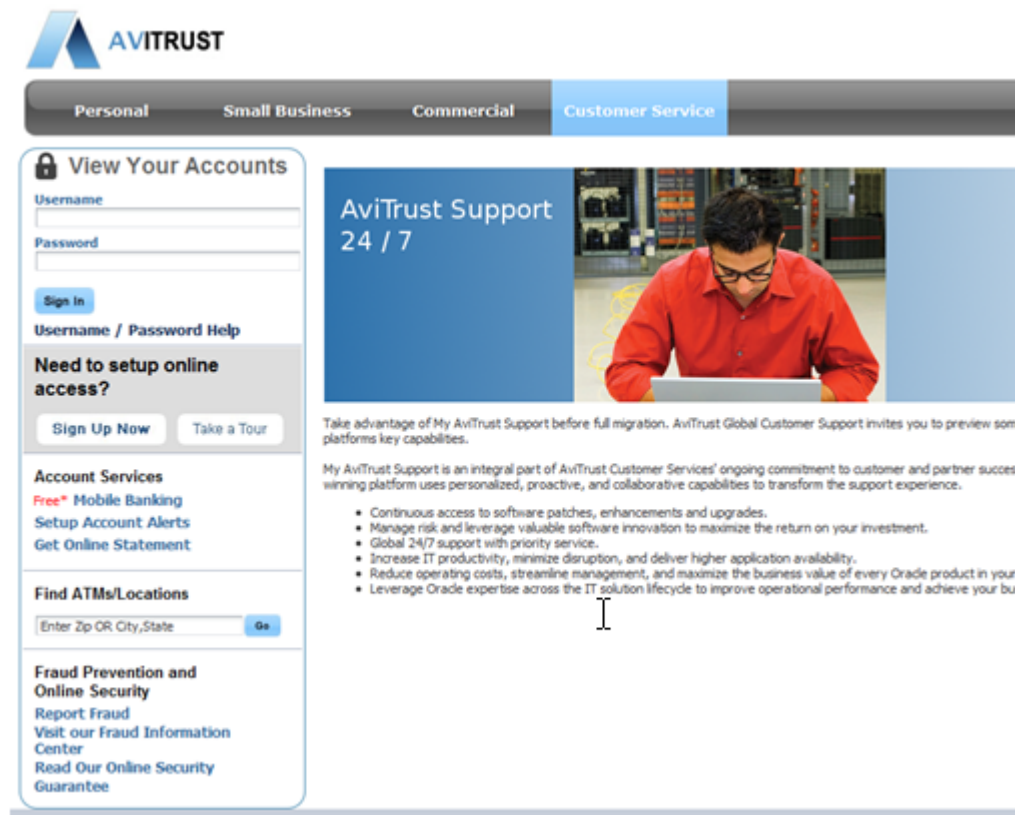 AVITRUST
Personal
Small Business
Commercial
Customer Service
View Your Accounts
Username
Password
Sign In
Username / Password Help
Need to setup online
access?
Sign Up Now
Take a Tour
Account Services
Free* Mobile Banking
Setup Account Alerts
Get Online Statement
Find ATMs/Locations
Enter Zip OR City,State
Go
Fraud Prevention and
Online Security
Report Fraud
Visit our Fraud Information
Center
Read Our Online Security
Guarantee
AviTrust Support
24 / 7
Take advantage of My AviTrust Support before full migration. AviTrust Global Customer Support invites you to preview som
platforms key capabilities.
My AviTrust Support is an integral part of AviTrust Customer Services' ongoing commitment to customer and partner succes
winning platform uses personalized, proactive, and collaborative capabilities to transform the support experience.
• Continuous access to software patches, enhancements and upgrades.
• Manage risk and leverage valuable software innovation to maximize the return on your investment.
• Global 24/7 support with priority service.
• Increase IT productivity, minimize disruption, and deliver higher application availability.
• Reduce operating costs, streamline management, and maximize the business value of every Oracle product in your
• Leverage Oracle expertise across the IT solution lifecycle to improve operational performance and achieve your bu